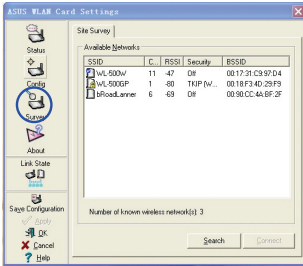 ASUS WLAN Card Settings
Status
Config
Survey
About
Link State
Save Configuration
Apply
OK
Cancel
Help
Site Survey
Available Networks
SSID C... RSSI Security BSSID
WL-500W 11 -47 Off 00:17:31:C9:97:D4
WL-500GP 1 -80 TKIP (W... 00:18:F3:4D:29:F9
bRoadLanner 6 -69 Off 00:90:CC:4A:BF:2F
Number of known wireless network(s): 3
Search
Connect